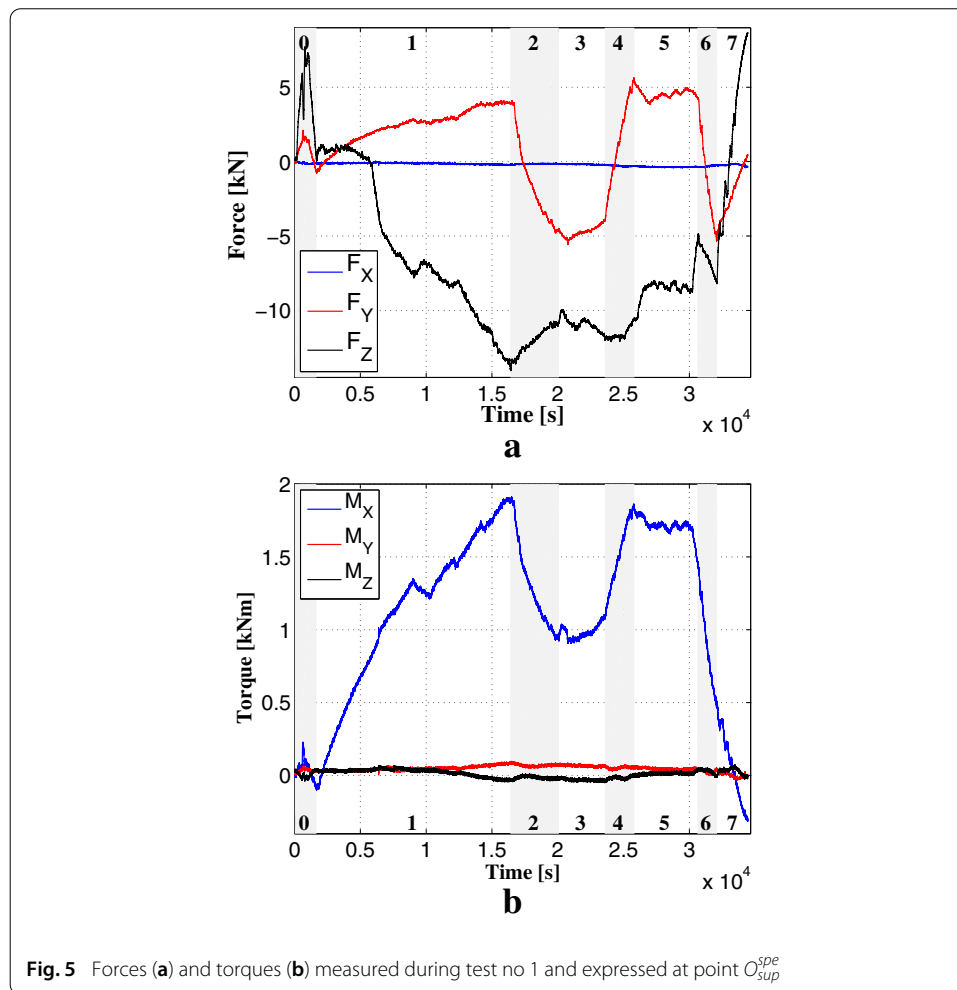 0 1 2 3 4 5 6 7
5
0
−5
−10
Force [kN]
F_X
F_Y
F_Z
0 0.5 1 1.5 2 2.5 3
Time [s]
x 10^4
a
2
1.5
1
0.5
0
Torque [kNm]
M_X
M_Y
M_Z
0 1 2 3 4 5 6 7
0 0.5 1 1.5 2 2.5 3
Time [s]
x 10^4
b
Fig. 5 Forces (a) and torques (b) measured during test no 1 and expressed at point O_{sup}^{spe}